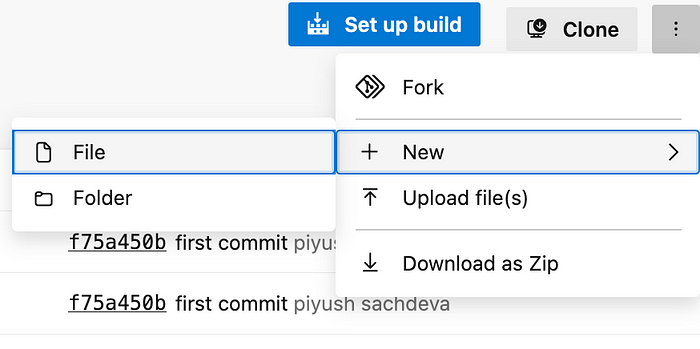 Set up build
Clone
Fork
File
New
Folder
Upload file(s)
f75a450b first commit piyus
Download as Zip
f75a450b first commit piyush sachdeva